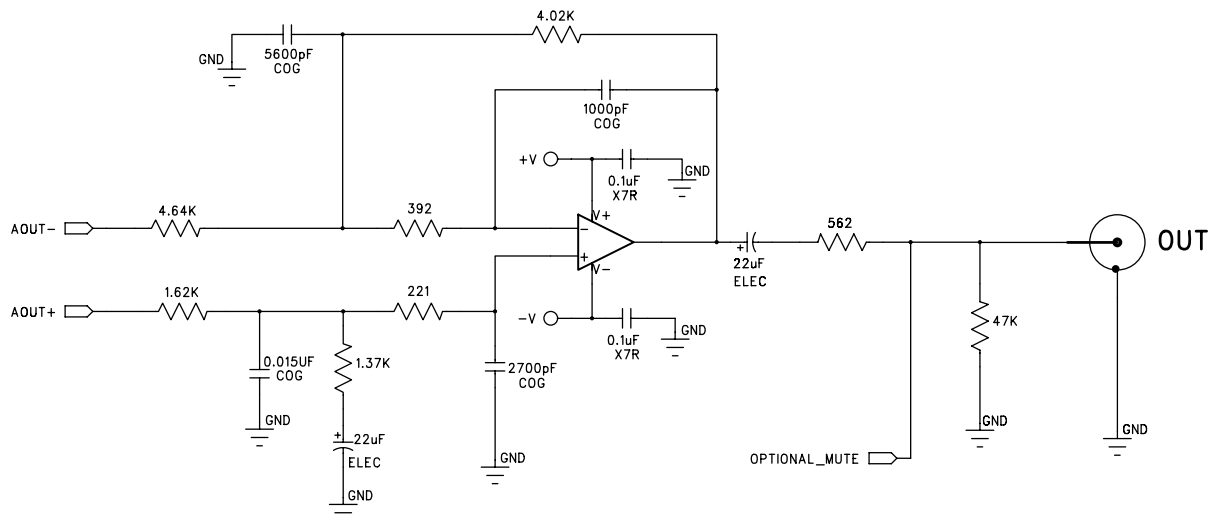 4.02K
GND
5600pF
COG
1000pF
COG
+V
GND
0.1uF
X7R
4.64K
392
V+
562
AOUT-
−
OUT
+
22uF
ELEC
+
V-
1.62K
221
AOUT+
-V
47K
GND
0.1uF
X7R
0.015UF
COG
1.37K
2700pF
COG
GND
+
22uF
ELEC
GND
GND
GND
OPTIONAL_MUTE
GND